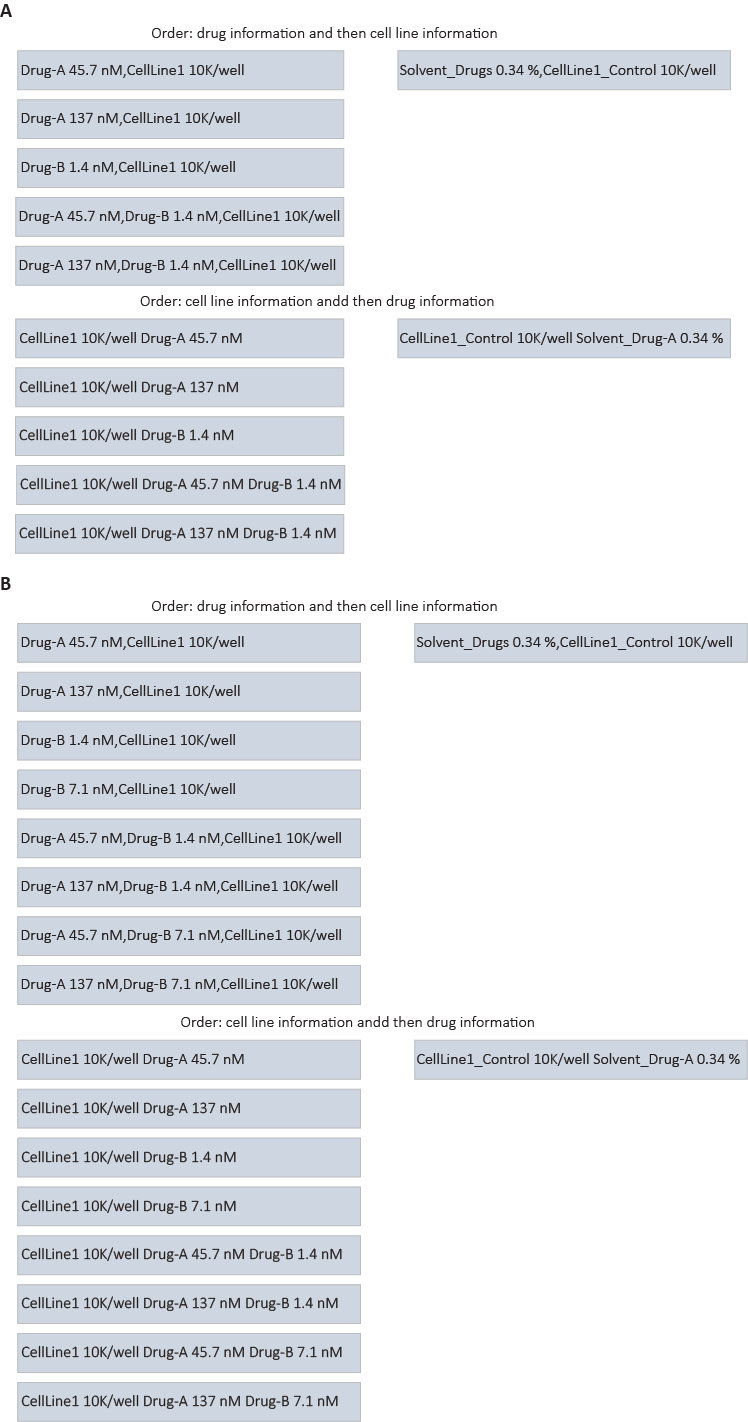 A
Order: drug information and then cell line information
Drug-A 45.7 nM,CellLine1 10K/well
Solvent_Drugs 0.34 %,CellLine1_Control 10K/well
Drug-A 137 nM,CellLine1 10K/well
Drug-B 1.4 nM,CellLine1 10K/well
Drug-A 45.7 nM,Drug-B 1.4 nM,CellLine1 10K/well
Drug-A 137 nM,Drug-B 1.4 nM,CellLine1 10K/well
Order: cell line information andd then drug information
CellLine1 10K/well Drug-A 45.7 nM
CellLine1_Control 10K/well Solvent_Drug-A 0.34 %
CellLine1 10K/well Drug-A 137 nM
CellLine1 10K/well Drug-B 1.4 nM
CellLine1 10K/well Drug-A 45.7 nM Drug-B 1.4 nM
CellLine1 10K/well Drug-A 137 nM Drug-B 1.4 nM
B
Order: drug information and then cell line information
Drug-A 45.7 nM,CellLine1 10K/well
Solvent_Drugs 0.34 %,CellLine1_Control 10K/well
Drug-A 137 nM,CellLine1 10K/well
Drug-B 1.4 nM,CellLine1 10K/well
Drug-B 7.1 nM,CellLine1 10K/well
Drug-A 45.7 nM,Drug-B 1.4 nM,CellLine1 10K/well
Drug-A 137 nM,Drug-B 1.4 nM,CellLine1 10K/well
Drug-A 45.7 nM,Drug-B 7.1 nM,CellLine1 10K/well
Drug-A 137 nM,Drug-B 7.1 nM,CellLine1 10K/well
Order: cell line information andd then drug information
CellLine1 10K/well Drug-A 45.7 nM
CellLine1_Control 10K/well Solvent_Drug-A 0.34 %
CellLine1 10K/well Drug-A 137 nM
CellLine1 10K/well Drug-B 1.4 nM
CellLine1 10K/well Drug-B 7.1 nM
CellLine1 10K/well Drug-A 45.7 nM Drug-B 1.4 nM
CellLine1 10K/well Drug-A 137 nM Drug-B 1.4 nM
CellLine1 10K/well Drug-A 45.7 nM Drug-B 7.1 nM
CellLine1 10K/well Drug-A 137 nM Drug-B 7.1 nM